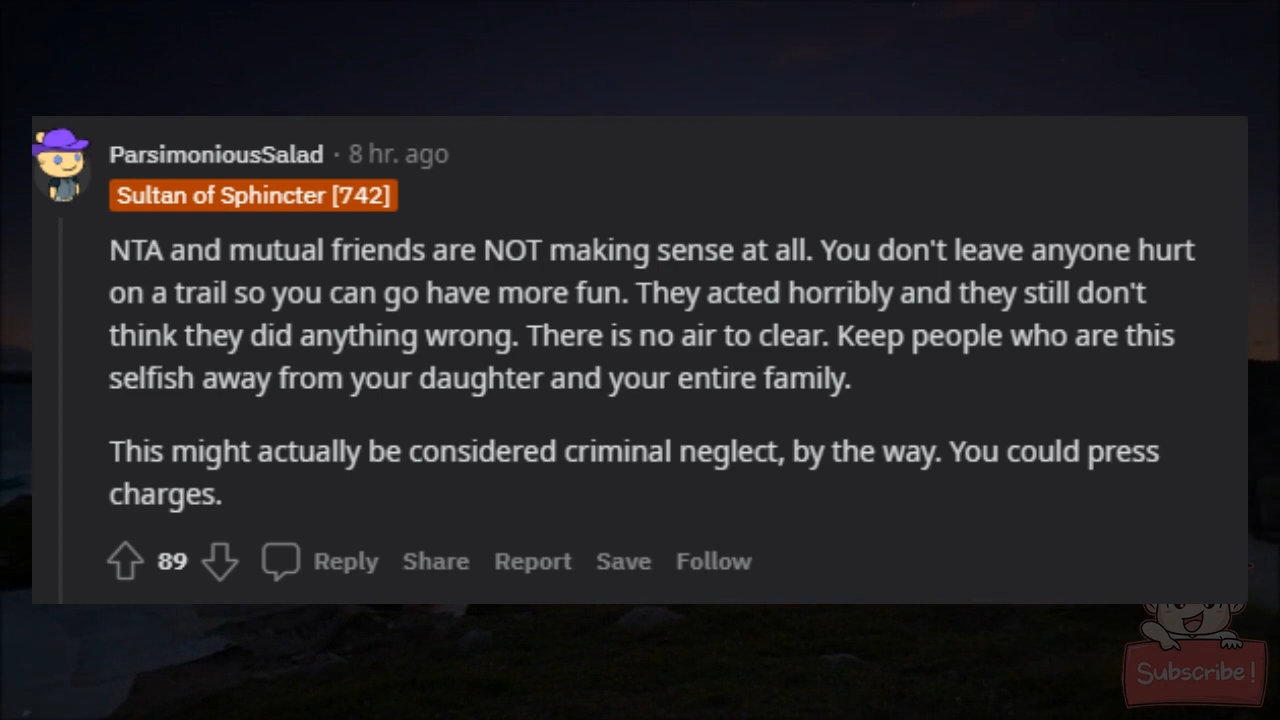 ParsimoniousSalad · 8 hr. ago
Sultan of Sphincter [742]
NTA and mutual friends are NOT making sense at all. You don't leave anyone hurt
on a trail so you can go have more fun. They acted horribly and they still don't
think they did anything wrong. There is no air to clear. Keep people who are this
selfish away from your daughter and your entire family.
This might actually be considered criminal neglect, by the way. You could press
charges.
89 Reply Share Report Save Follow
Subscribe!